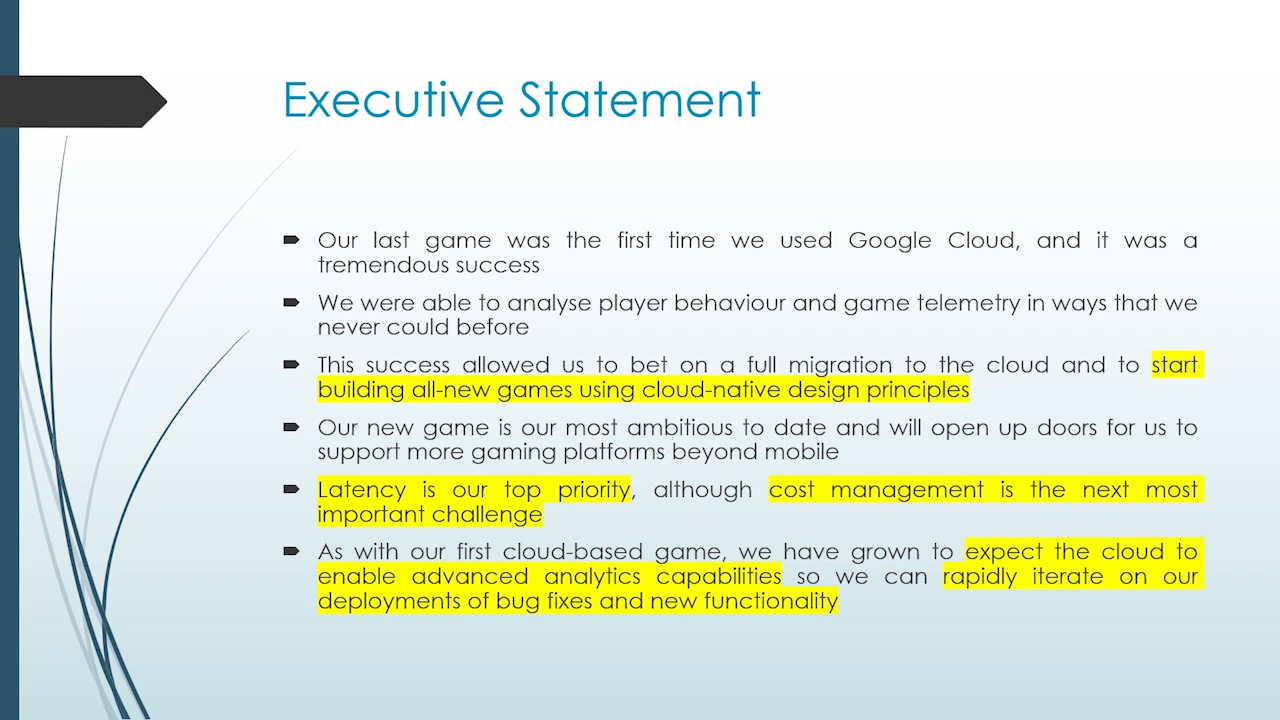 Executive Statement
Our last game was the first time we used Google Cloud, and it was a
tremendous success
We were able to analyse player behaviour and game telemetry in ways that we
never could before
This success allowed us to bet on a full migration to the cloud and to start
building all-new games using cloud-native design principles
Our new game is our most ambitious to date and will open up doors for us to
support more gaming platforms beyond mobile
Latency is our top priority, although cost management is the next most
important challenge
As with our first cloud-based game, we have grown to expect the cloud to
enable advanced analytics capabilities so we can rapidly iterate on our
deployments of bug fixes and new functionality